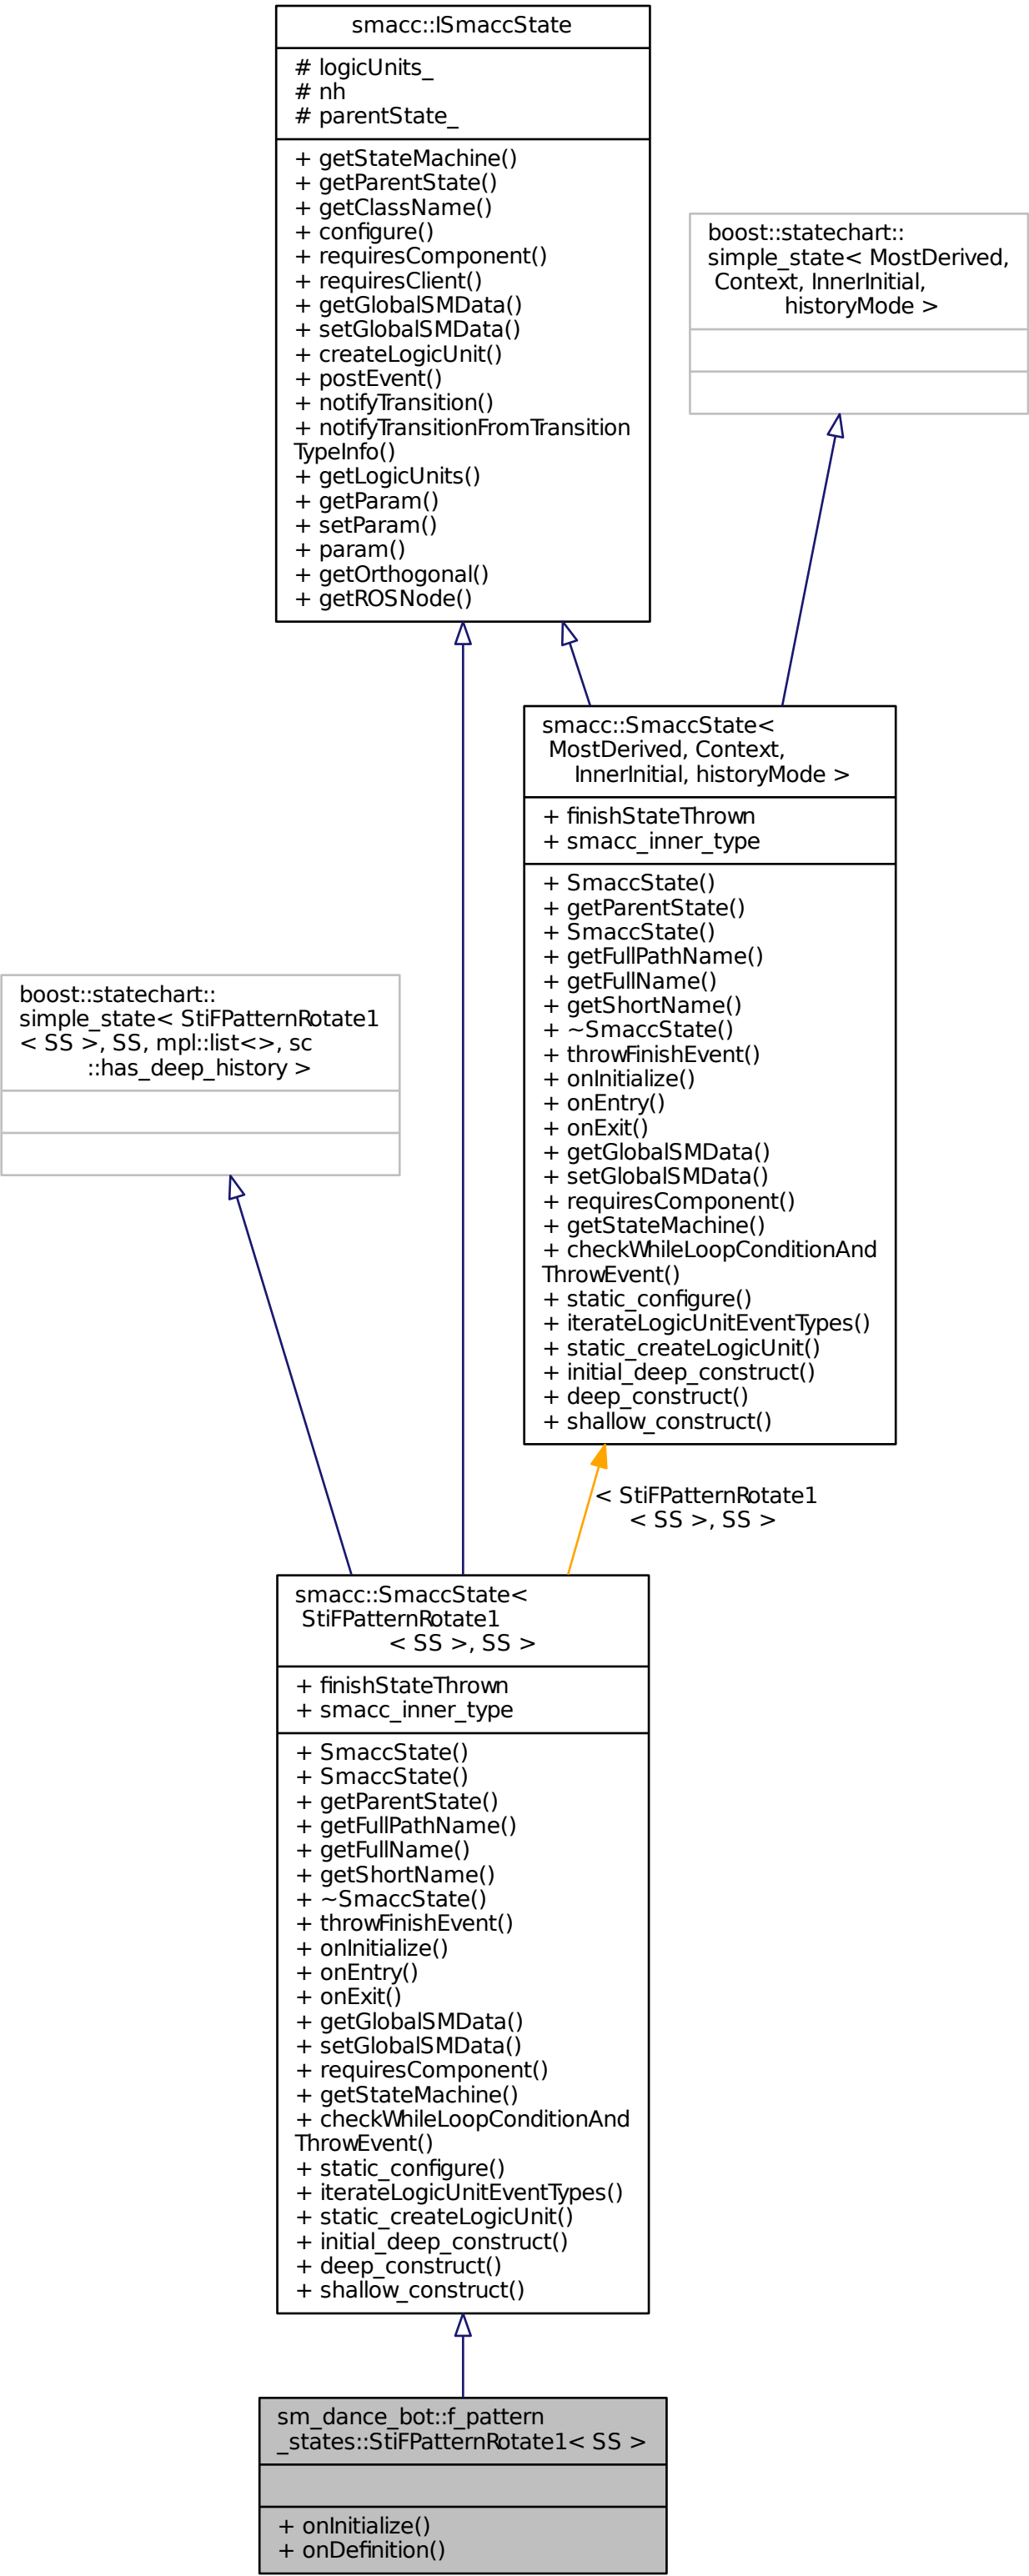 smacc::ISmaccState
# logicUnits_
# nh
# parentState_
+ getStateMachine()
+ getParentState()
+ getClassName()
+ configure()
+ requiresComponent()
+ requiresClient()
+ getGlobalSMData()
+ setGlobalSMData()
+ createLogicUnit()
+ postEvent()
+ notifyTransition()
+ notifyTransitionFromTransition
TypeInfo()
+ getLogicUnits()
+ getParam()
+ setParam()
+ param()
+ getOrthogonal()
+ getROSNode()
boost::statechart::
simple_state< MostDerived,
Context, InnerInitial,
historyMode >
smacc::SmaccState<
MostDerived, Context,
InnerInitial, historyMode >
+ finishStateThrown
+ smacc_inner_type
+ SmaccState()
+ getParentState()
+ SmaccState()
+ getFullPathName()
+ getFullName()
+ getShortName()
+ ~SmaccState()
+ throwFinishEvent()
+ onInitialize()
+ onEntry()
+ onExit()
+ getGlobalSMData()
+ setGlobalSMData()
+ requiresComponent()
+ getStateMachine()
+ checkWhileLoopConditionAnd
ThrowEvent()
+ static_configure()
+ iterateLogicUnitEventTypes()
+ static_createLogicUnit()
+ initial_deep_construct()
+ deep_construct()
+ shallow_construct()
boost::statechart::
simple_state< StiFPatternRotate1
< SS >, SS, mpl::list<>, sc
::has_deep_history >
< StiFPatternRotate1
< SS >, SS >
smacc::SmaccState<
StiFPatternRotate1
< SS >, SS >
+ finishStateThrown
+ smacc_inner_type
+ SmaccState()
+ SmaccState()
+ getParentState()
+ getFullPathName()
+ getFullName()
+ getShortName()
+ ~SmaccState()
+ throwFinishEvent()
+ onInitialize()
+ onEntry()
+ onExit()
+ getGlobalSMData()
+ setGlobalSMData()
+ requiresComponent()
+ getStateMachine()
+ checkWhileLoopConditionAnd
ThrowEvent()
+ static_configure()
+ iterateLogicUnitEventTypes()
+ static_createLogicUnit()
+ initial_deep_construct()
+ deep_construct()
+ shallow_construct()
sm_dance_bot::f_pattern
_states::StiFPatternRotate1< SS >
+ onInitialize()
+ onDefinition()